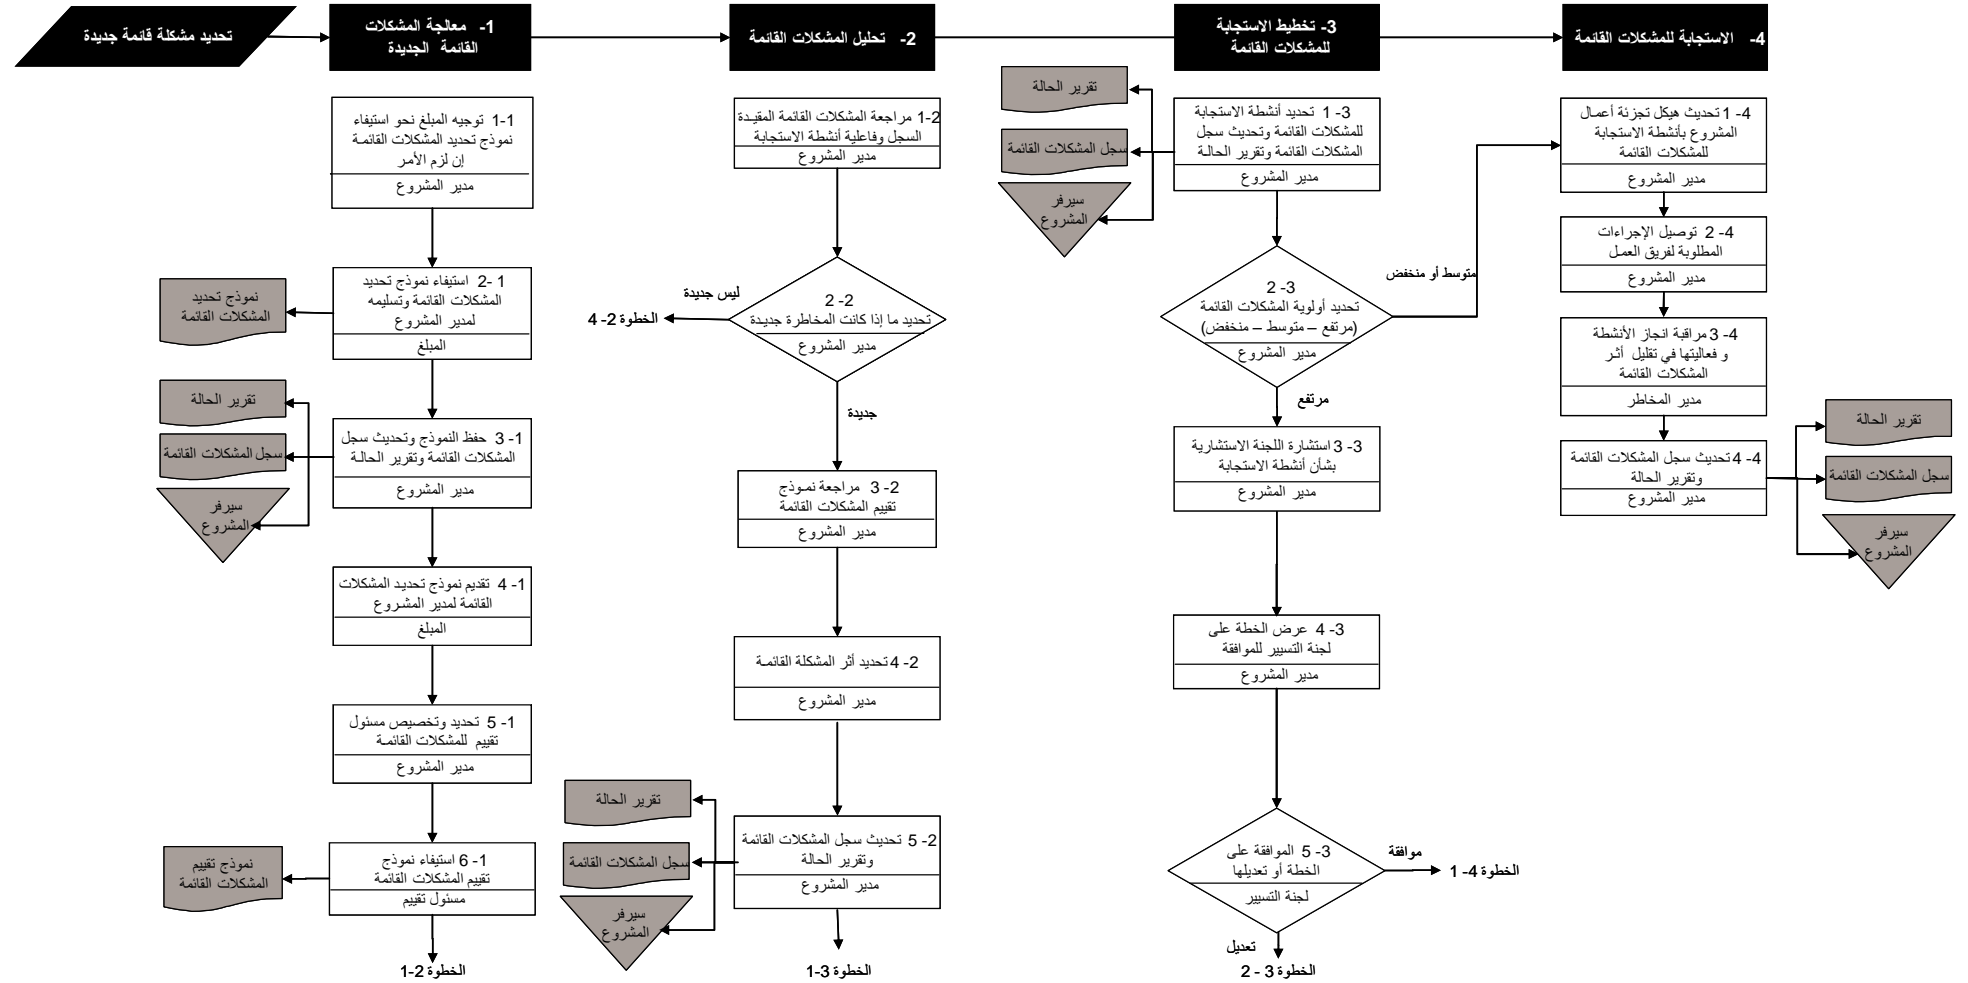 تحديد مشكلة قائمة جديدة
1- معالجة المشكلات
القائمة الجديدة
2- تحليل المشكلات القائمة
3- تخطيط الاستجابة
للمشكلات القائمة
4- الاستجابة للمشكلات القائمة
1-1 توجيه المبلغ نحو استيفاء
نموذج تحديد المشكلات القائمة
إن لزم الأمر
مدير المشروع
1 -2 استيفاء نموذج تحديد
المشكلات القائمة وتسليمه
لمدير المشروع
المبلغ
نموذج تحديد
المشكلات القائمة
1- 3 حفظ النموذج وتحديث سجل
المشكلات القائمة وتقرير الحالة
مدير المشروع
تقرير الحالة
سجل المشكلات القائمة
سيرفر
المشروع
1- 4 تقديم نموذج تحديد المشكلات
القائمة لمدير المشروع
المبلغ
1- 5 تحديد وتخصيص مسئول
تقييم للمشكلات القائمة
مدير المشروع
1- 6 استيفاء نموذج
تقييم المشكلات القائمة
مسئول تقييم
نموذج تقييم
المشكلات القائمة
الخطوة 2-1
2-1 مراجعة المشكلات القائمة المقيدة
السجل وفاعلية أنشطة الاستجابة
مدير المشروع
2- 2
تحديد ما إذا كانت المخاطرة جديدة
مدير المشروع
ليس جديدة
الخطوة 2- 4
جديدة
2- 3 مراجعة نموذج
تقييم المشكلات القائمة
مدير المشروع
2- 4 تحديد أثر المشكلة القائمة
مدير المشروع
2- 5 تحديث سجل المشكلات القائمة
وتقرير الحالة
مدير المشروع
تقرير الحالة
سجل المشكلات القائمة
سيرفر
المشروع
الخطوة 3-1
3- 1 تحديد أنشطة الاستجابة
للمشكلات القائمة وتحديث سجل
المشكلات القائمة وتقرير الحالة
مدير المشروع
تقرير الحالة
سجل المشكلات القائمة
سيرفر
المشروع
3- 2
تحديد أولوية المشكلات القائمة
(مرتفع – متوسط – منخفض)
مدير المشروع
متوسط أو منخفض
مرتفع
3- 3 استشارة اللجنة الاستشارية
بشأن أنشطة الاستجابة
مدير المشروع
3- 4 عرض الخطة على
لجنة التسيير للموافقة
مدير المشروع
3- 5 الموافقة على
الخطة أو تعديلها
لجنة التسيير
موافقة
الخطوة 4- 1
تعديل
الخطوة 3 - 2
4- 1 تحديث هيكل تجزئة أعمال
المشروع بأنشطة الاستجابة
للمشكلات القائمة
مدير المشروع
4- 2 توصيل الإجراءات
المطلوبة لفريق العمل
مدير المشروع
4- 3 مراقبة انجاز الأنشطة
و فعاليتها في تقليل أثر
المشكلات القائمة
مدير المخاطر
4- 4 تحديث سجل المشكلات القائمة
وتقرير الحالة
مدير المشروع
تقرير الحالة
سجل المشكلات القائمة
سيرفر
المشروع